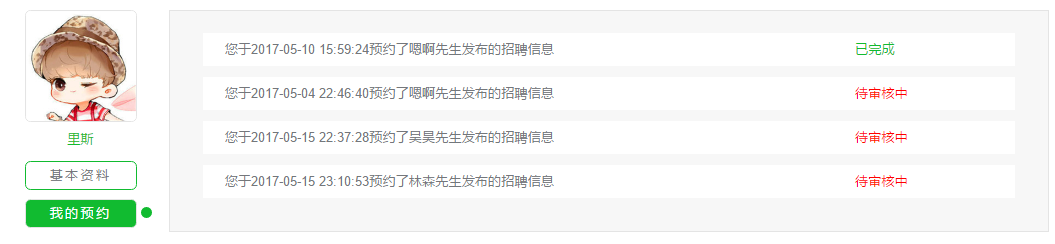 里斯
基本资料
我的预约
您于2017-05-10 15:59:24预约了嗯啊先生发布的招聘信息 已完成
您于2017-05-04 22:46:40预约了嗯啊先生发布的招聘信息 待审核中
您于2017-05-15 22:37:28预约了吴昊先生发布的招聘信息 待审核中
您于2017-05-15 23:10:53预约了林森先生发布的招聘信息 待审核中